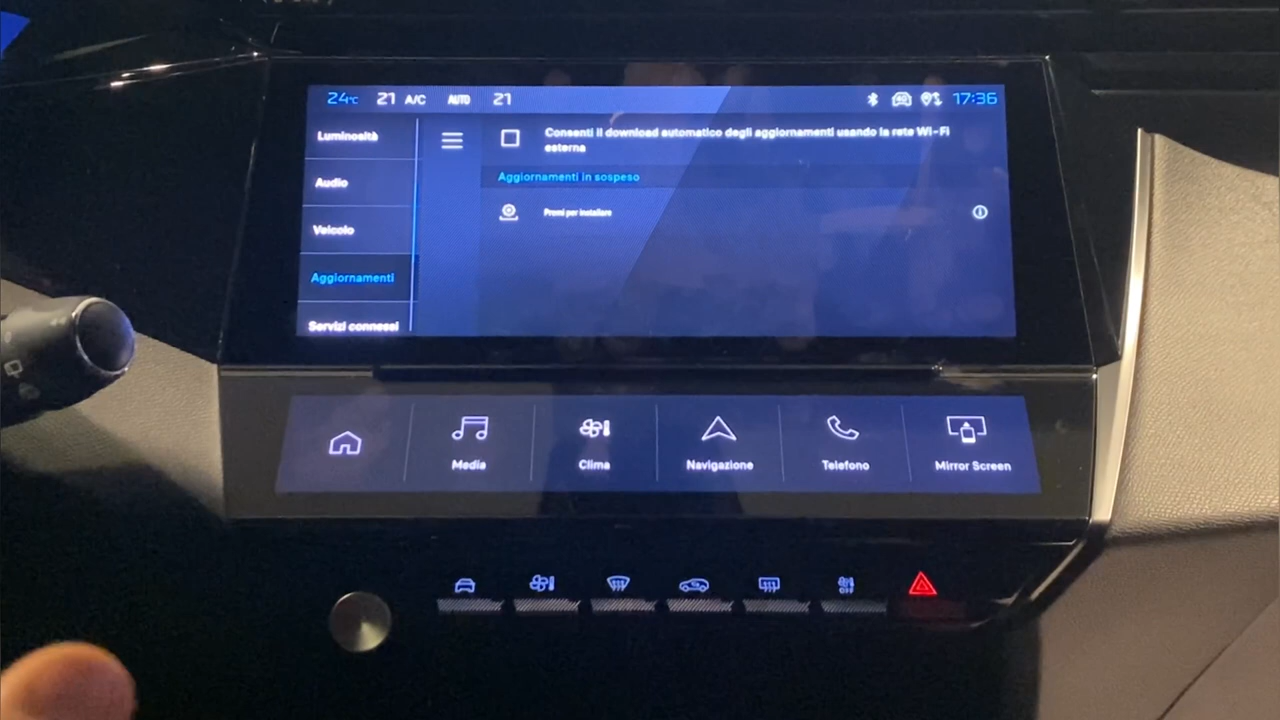 24°C 21 A/C AUTO 21 17:36
Luminosità
Audio
Veicolo
Aggiornamenti
Servizi connessi
Consenti il download automatico degli aggiornamenti usando la rete Wi-Fi
esterna
Aggiornamenti in sospeso
Premi per installare
Media
Clima
Navigazione
Telefono
Mirror Screen